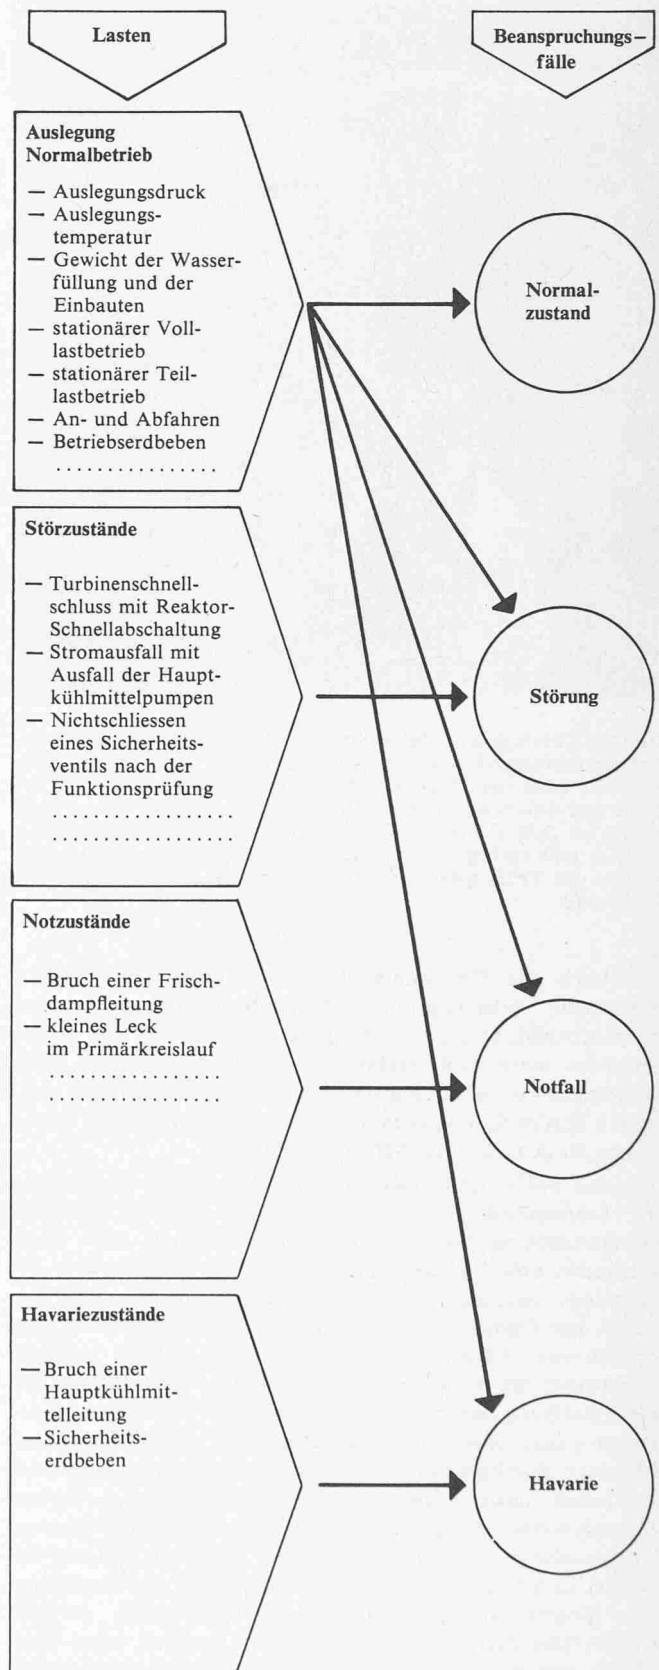 Lasten
Beanspruchungs–
fälle
Auslegung
Normalbetrieb
— Auslegungsdruck
— Auslegungs-
temperatur
— Gewicht der Wasser-
füllung und der
Einbauten
— stationärer Voll-
lastbetrieb
— stationärer Teil-
lastbetrieb
— An- und Abfahren
— Betriebserdbeben
. . . . . . . . . . . . . . . .
Normal-
zustand
Störzustände
— Turbinenschnell-
schluss mit Reaktor-
Schnellabschaltung
— Stromausfall mit
Ausfall der Haupt-
kühlmittelpumpen
— Nichtschliessen
eines Sicherheits-
ventils nach der
Funktionsprüfung
. . . . . . . . . . . . . . . . . .
. . . . . . . . . . . . . . . . . .
Störung
Notzustände
— Bruch einer Frisch-
dampfleitung
— kleines Leck
im Primärkreislauf
. . . . . . . . . . . . . . . . .
. . . . . . . . . . . . . . . . .
Notfall
Havariezustände
— Bruch einer
Hauptkühlmit-
telleitung
— Sicherheits-
erdbeben
Havarie